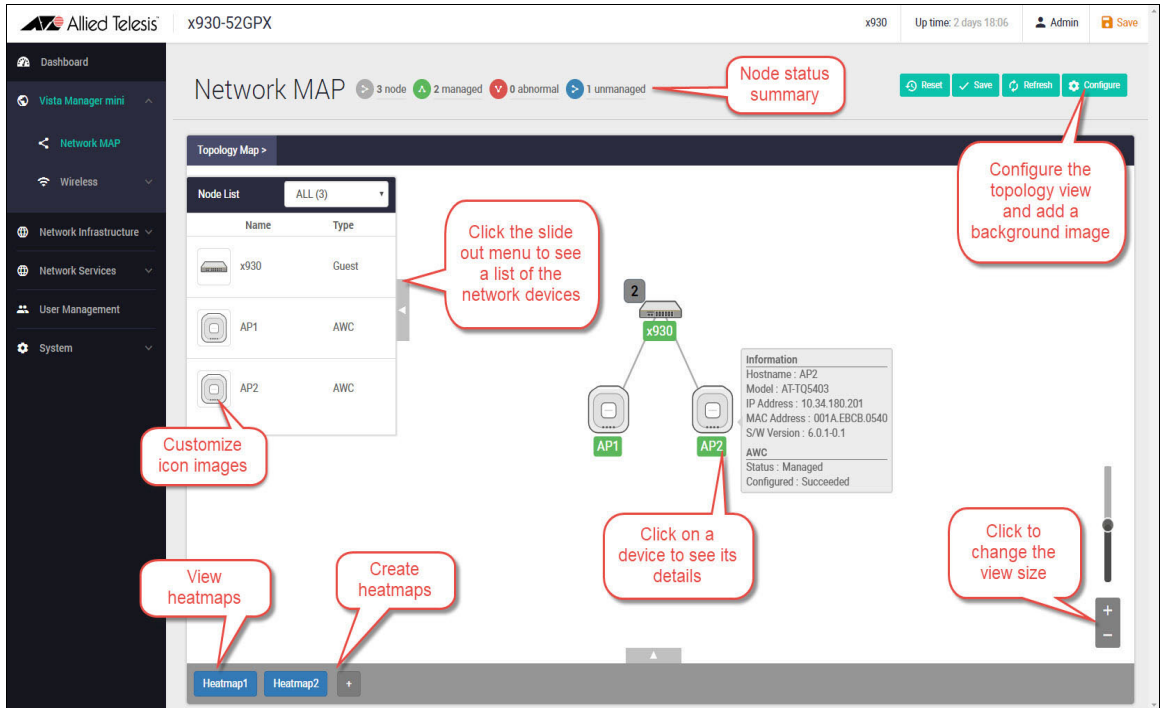 Allied Telesis
x930-52GPX
x930
Up time: 2 days 18:06
Admin
Save
Dashboard
Vista Manager mini
Network MAP
Wireless
Network Infrastructure
Network Services
User Management
System
Network MAP
3 node
2 managed
0 abnormal
1 unmanaged
Node status
summary
Reset
Save
Refresh
Configure
Configure the
topology view
and add a
background image
Topology Map >
Node List
ALL (3)
Name
Type
x930
Guest
AP1
AWC
AP2
AWC
Click the slide
out menu to see
a list of the
network devices
Customize
icon images
2
x930
AP1
AP2
Information
Hostname : AP2
Model : AT-TQ5403
IP Address : 10.34.180.201
MAC Address : 001A.EBCB.0540
S/W Version : 6.0.1-0.1
AWC
Status : Managed
Configured : Succeeded
Click on a
device to see its
details
Click to
change the
view size
+
−
View
heatmaps
Create
heatmaps
Heatmap1
Heatmap2
+